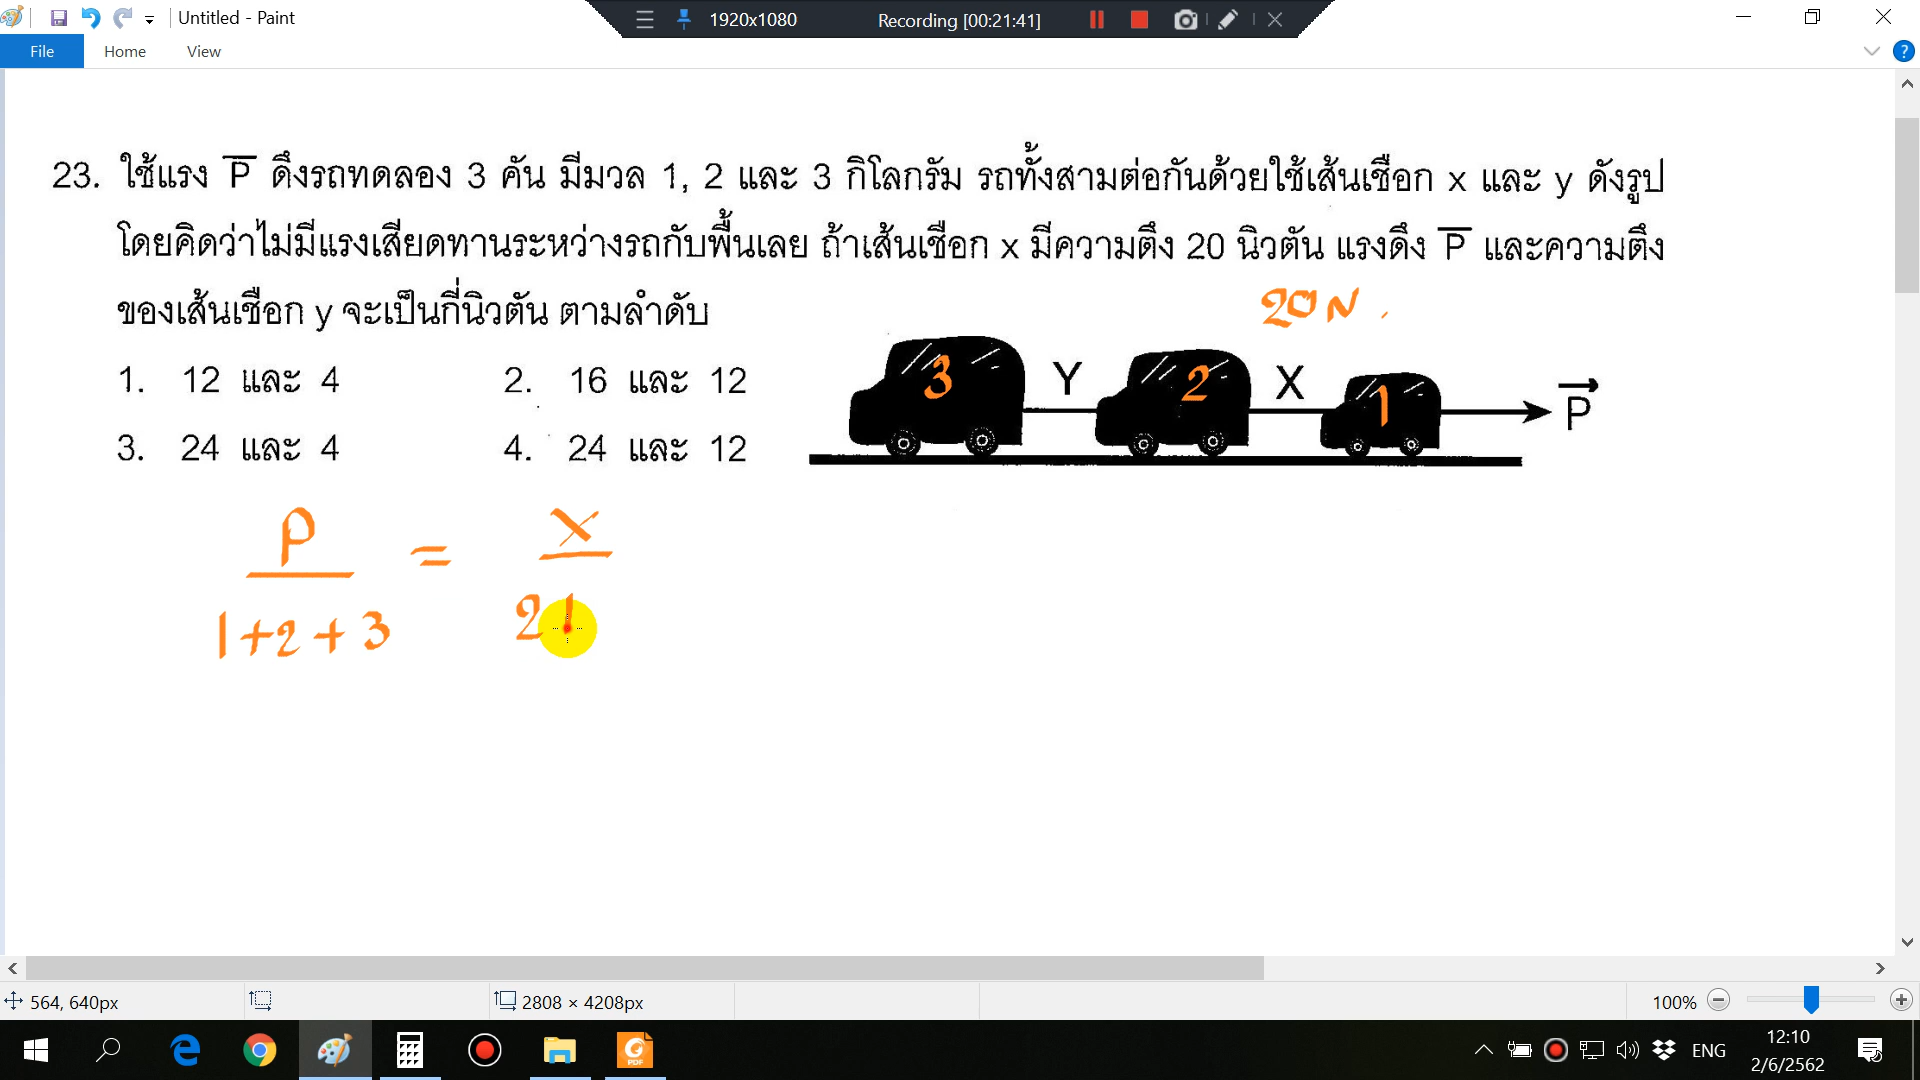 Untitled - Paint
1920x1080
Recording [00:21:41]
File
Home
View
23. ใช้แรง P ดึงรถทดลอง 3 คัน มีมวล 1, 2 และ 3 กิโลกรัม รถทั้งสามต่อกันด้วยใช้เส้นเชือก x และ y ดังรูป
โดยคิดว่าไม่มีแรงเสียดทานระหว่างรถกับพื้นเลย ถ้าเส้นเชือก x มีความตึง 20 นิวตัน แรงดึง P และความตึง
ของเส้นเชือก y จะเป็นกี่นิวตัน ตามลำดับ
20 N.
1. 12 และ 4
2. 16 และ 12
3. 24 และ 4
4. 24 และ 12
3 Y 2 X 1 P
P = X
1+2+3 2
564, 640px
2808 × 4208px
100%
PDF
ENG
12:10
2/6/2562